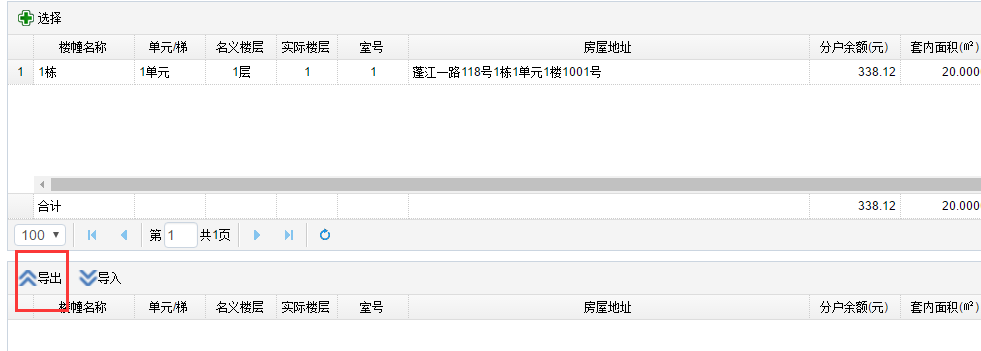 选择
楼幢名称 单元/梯 名义楼层 实际楼层 室号 房屋地址 分户余额(元) 套内面积(㎡)
1 1栋 1单元 1层 1 1 蓬江一路118号1栋1单元1楼1001号 338.12 20.000
合计 338.12 20.000
100 第 1 共1页
导出 导入
楼幢名称 单元/梯 名义楼层 实际楼层 室号 房屋地址 分户余额(元) 套内面积(㎡)